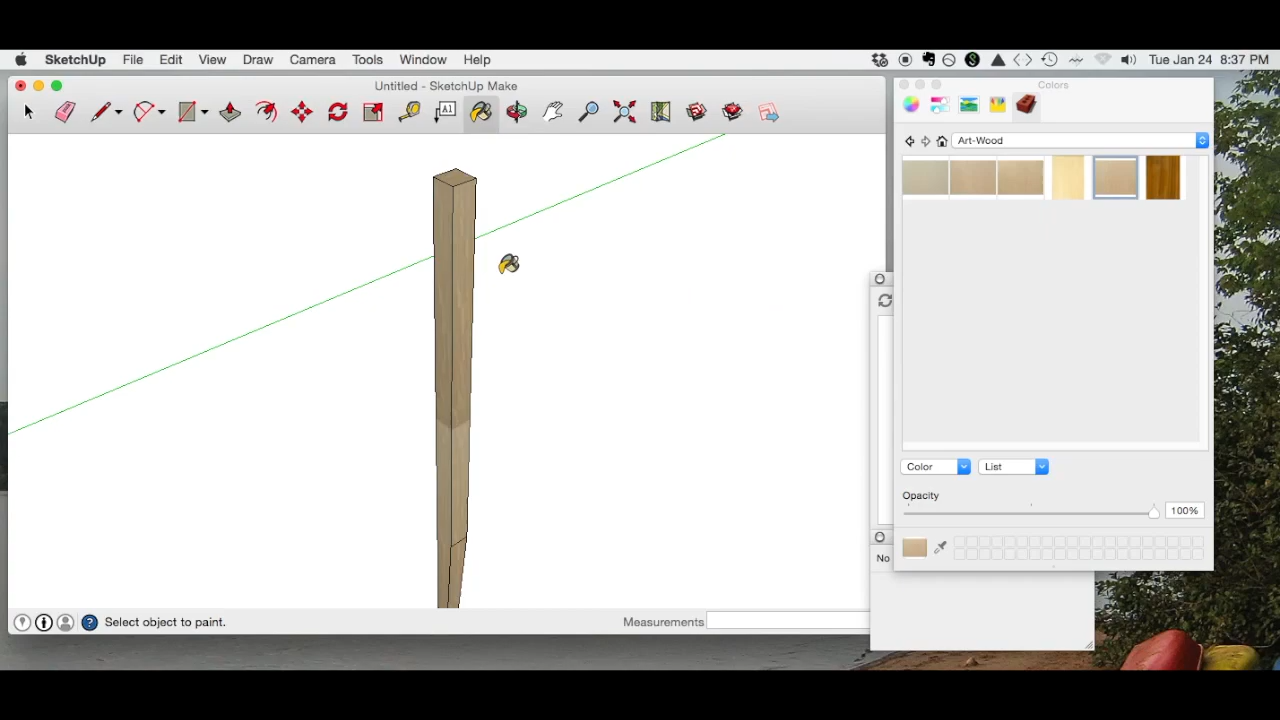 SketchUp File Edit View Draw Camera Tools Window Help Tue Jan 24 8:37 PM
Untitled - SketchUp Make
Colors
A1
Art-Wood
Color List
Opacity
100%
No
Select object to paint.
Measurements